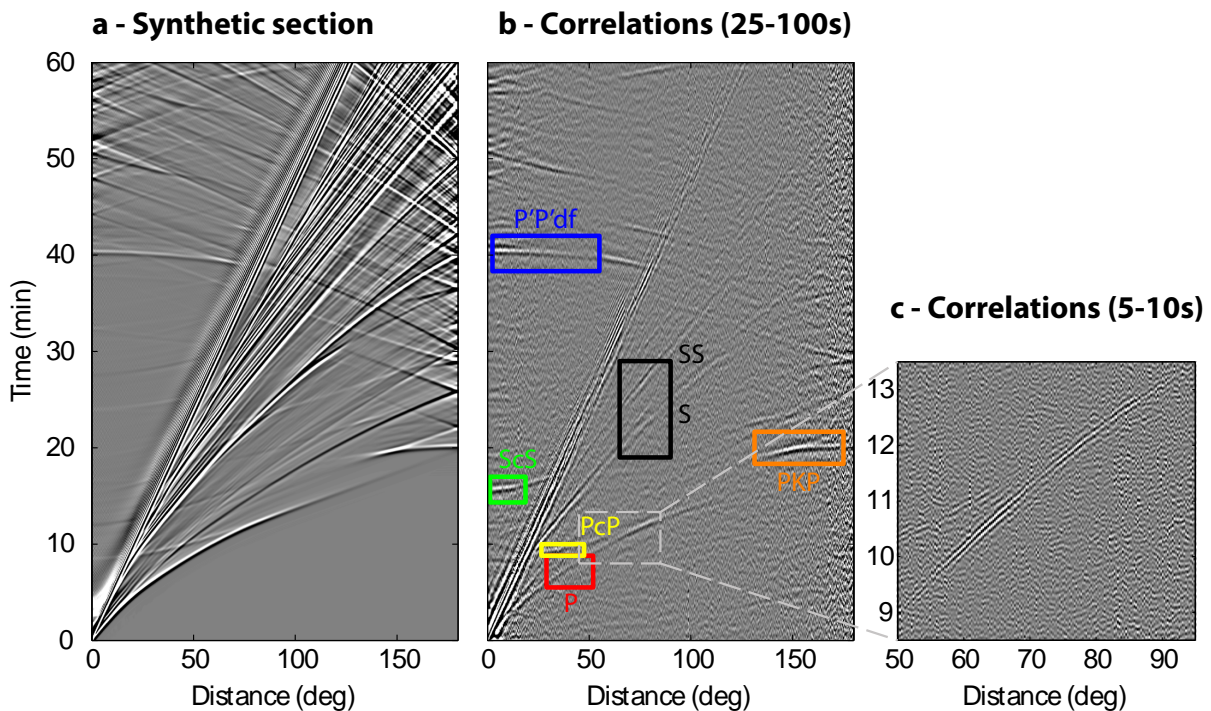 a - Synthetic section
b - Correlations (25-100s)
60
50
40
30
20
10
0
Time (min)
0 50 100 150
Distance (deg)
P'P'df
SS
S
ScS
PcP
P
PKP
0 50 100 150
Distance (deg)
c - Correlations (5-10s)
13
12
11
10
9
50 60 70 80 90
Distance (deg)